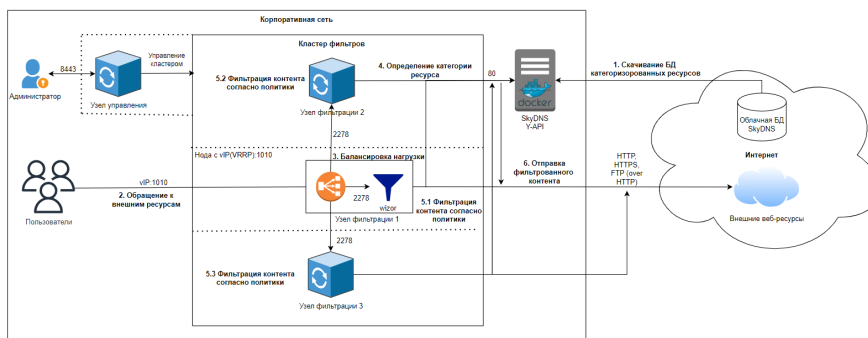 Корпоративная сеть
Кластер фильтров
8443
Управление
кластером
Администратор
Узел управления
5.2 Фильтрация контента
согласно политики
Узел фильтрации 2
4. Определение категории
ресурса
80
docker
SkyDNS
Y-API
1. Скачивание БД
категоризованных ресурсов
Облачная БД
SkyDNS
2278
Нода с vIP(VRRP):1010
3. Балансировка нагрузки
Интернет
vIP:1010
2. Обращение к
внешним ресурсам
Пользователи
2278
wizor
Узел фильтрации 1
5.1 Фильтрация
контента согласно
политики
6. Отправка
фильтрованного
контента
HTTP,
HTTPS,
FTP (over
HTTP)
Внешние веб-ресурсы
2278
5.3 Фильтрация контента
согласно политики
Узел фильтрации 3